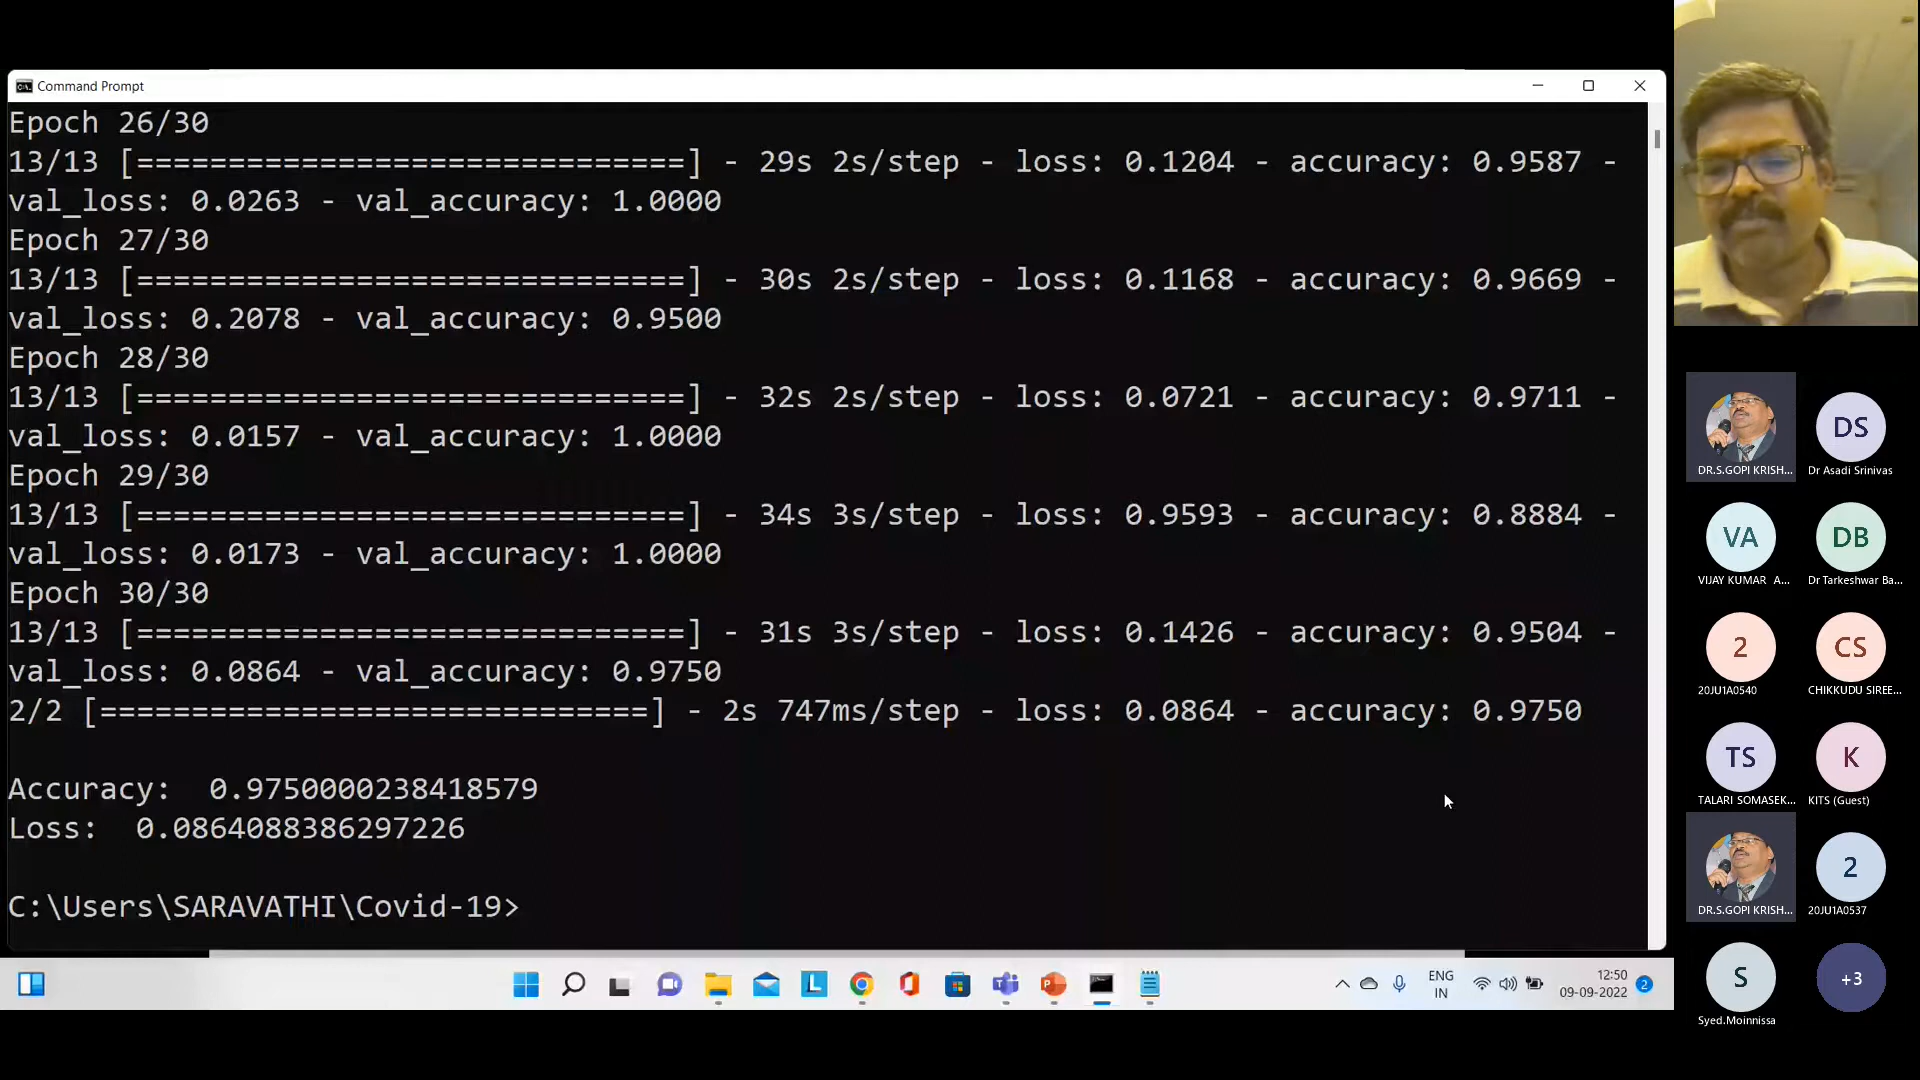 Command Prompt
Epoch 26/30
13/13 [==============================] - 29s 2s/step - loss: 0.1204 - accuracy: 0.9587 -
val_loss: 0.0263 - val_accuracy: 1.0000
Epoch 27/30
13/13 [==============================] - 30s 2s/step - loss: 0.1168 - accuracy: 0.9669 -
val_loss: 0.2078 - val_accuracy: 0.9500
Epoch 28/30
13/13 [==============================] - 32s 2s/step - loss: 0.0721 - accuracy: 0.9711 -
val_loss: 0.0157 - val_accuracy: 1.0000
Epoch 29/30
13/13 [==============================] - 34s 3s/step - loss: 0.9593 - accuracy: 0.8884 -
val_loss: 0.0173 - val_accuracy: 1.0000
Epoch 30/30
13/13 [==============================] - 31s 3s/step - loss: 0.1426 - accuracy: 0.9504 -
val_loss: 0.0864 - val_accuracy: 0.9750
2/2 [==============================] - 2s 747ms/step - loss: 0.0864 - accuracy: 0.9750
Accuracy:  0.9750000238418579
Loss:  0.0864088386297226
C:\Users\SARAVATHI\Covid-19>
ENG
IN
12:50
09-09-2022
2
DR.S.GOPI KRISH...
DS
Dr Asadi Srinivas
VA
VIJAY KUMAR A...
DB
Dr Tarkeshwar Ba...
2
20JU1A0540
CS
CHIKKUDU SIREE...
TS
TALARI SOMASEK...
K
KITS (Guest)
DR.S.GOPI KRISH...
2
20JU1A0537
S
Syed.Moinnissa
+3